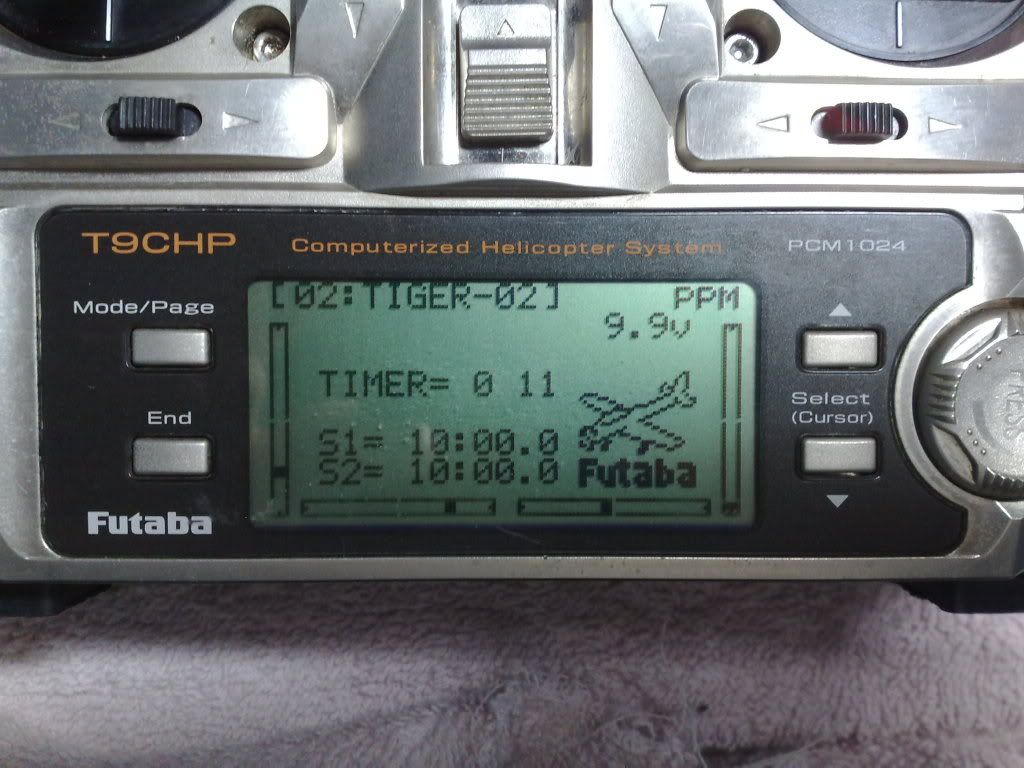 T9CHP Computerized Helicopter System PCM1024
Mode/Page
End
Futaba
[02:TIGER-02] PPM
9.9v
TIMER= 0 11
S1= 10:00.0
S2= 10:00.0 Futaba
Select
(Cursor)
PRESS